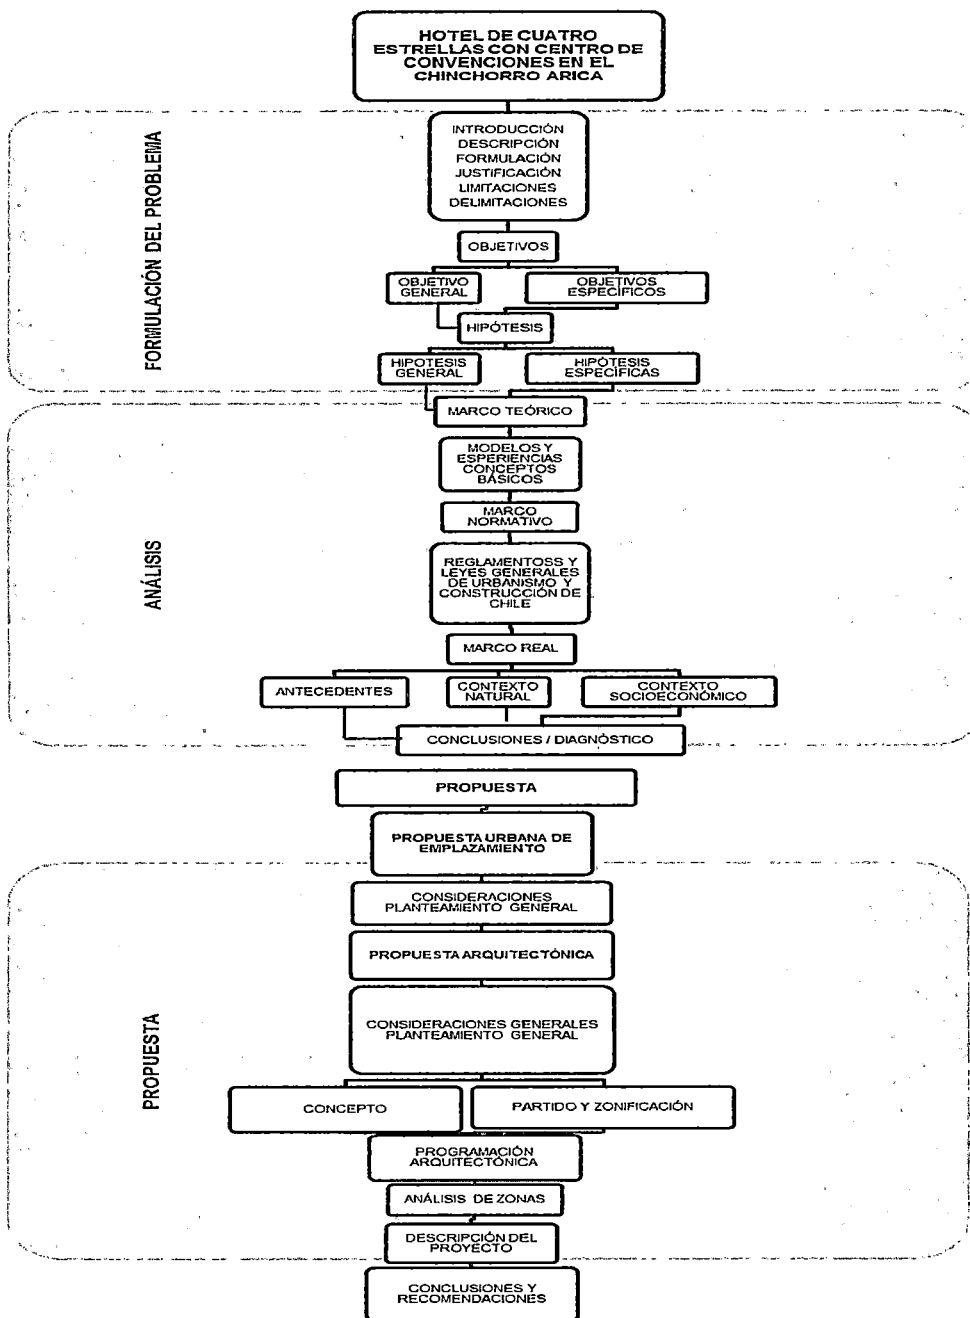 HOTEL DE CUATRO
ESTRELLAS CON CENTRO DE
CONVENCIONES EN EL
CHINCHORRO ARICA
FORMULACIÓN DEL PROBLEMA
INTRODUCCIÓN
DESCRIPCIÓN
FORMULACIÓN
JUSTIFICACIÓN
LIMITACIONES
DELIMITACIONES
OBJETIVOS
OBJETIVO
GENERAL
OBJETIVOS
ESPECÍFICOS
HIPÓTESIS
HIPÓTESIS
GENERAL
HIPÓTESIS
ESPECÍFICAS
ANÁLISIS
MARCO TEÓRICO
MODELOS Y
ESPERIENCIAS
CONCEPTOS
BÁSICOS
MARCO
NORMATIVO
REGLAMENTOSS Y
LEYES GENERALES
DE URBANISMO Y
CONSTRUCCIÓN DE
CHILE
MARCO REAL
ANTECEDENTES
CONTEXTO
NATURAL
CONTEXTO
SOCIOECONÓMICO
CONCLUSIONES / DIAGNÓSTICO
PROPUESTA
PROPUESTA URBANA DE
EMPLAZAMIENTO
PROPUESTA
CONSIDERACIONES
PLANTEAMIENTO GENERAL
PROPUESTA ARQUITECTÓNICA
CONSIDERACIONES GENERALES
PLANTEAMIENTO GENERAL
CONCEPTO
PARTIDO Y ZONIFICACIÓN
PROGRAMACIÓN
ARQUITECTÓNICA
ANÁLISIS DE ZONAS
DESCRIPCIÓN DEL
PROYECTO
CONCLUSIONES Y
RECOMENDACIONES